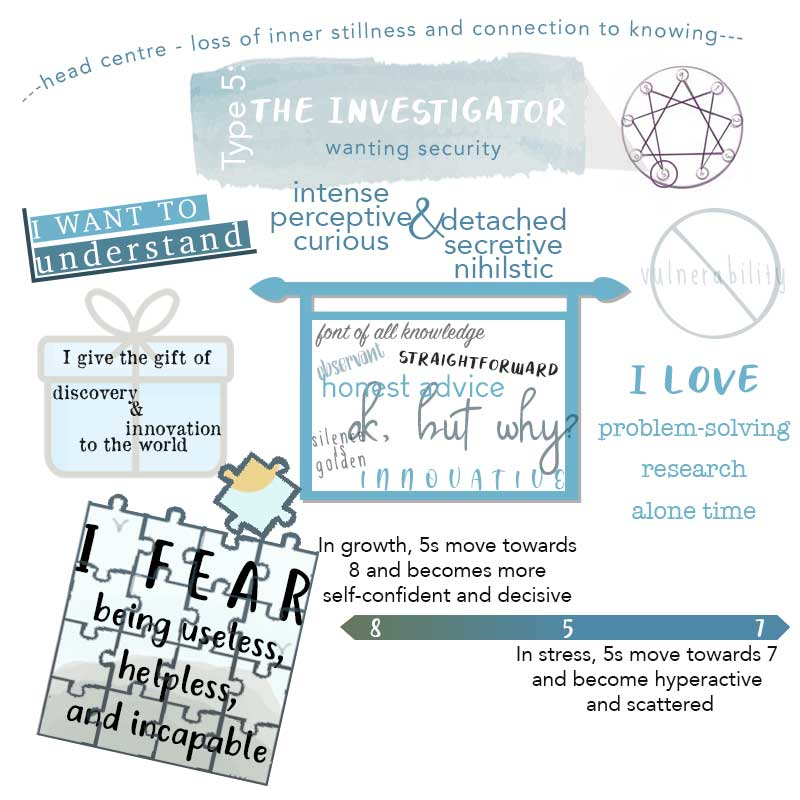 ---head centre - loss of inner stillness and connection to knowing---
Type 5:
THE INVESTIGATOR
wanting security
I WANT TO
understand
intense
perceptive
curious
&
detached
secretive
nihilstic
vulnerability
I give the gift of
discovery
&
innovation
to the world
font of all knowledge
observant
STRAIGHTFORWARD
honest advice
ok, but why?
silence
is
golden
INNOVATIVE
I LOVE
problem-solving
research
alone time
I FEAR
being useless,
helpless,
and incapable
In growth, 5s move towards
8 and becomes more
self-confident and decisive
8 5 7
In stress, 5s move towards 7
and become hyperactive
and scattered